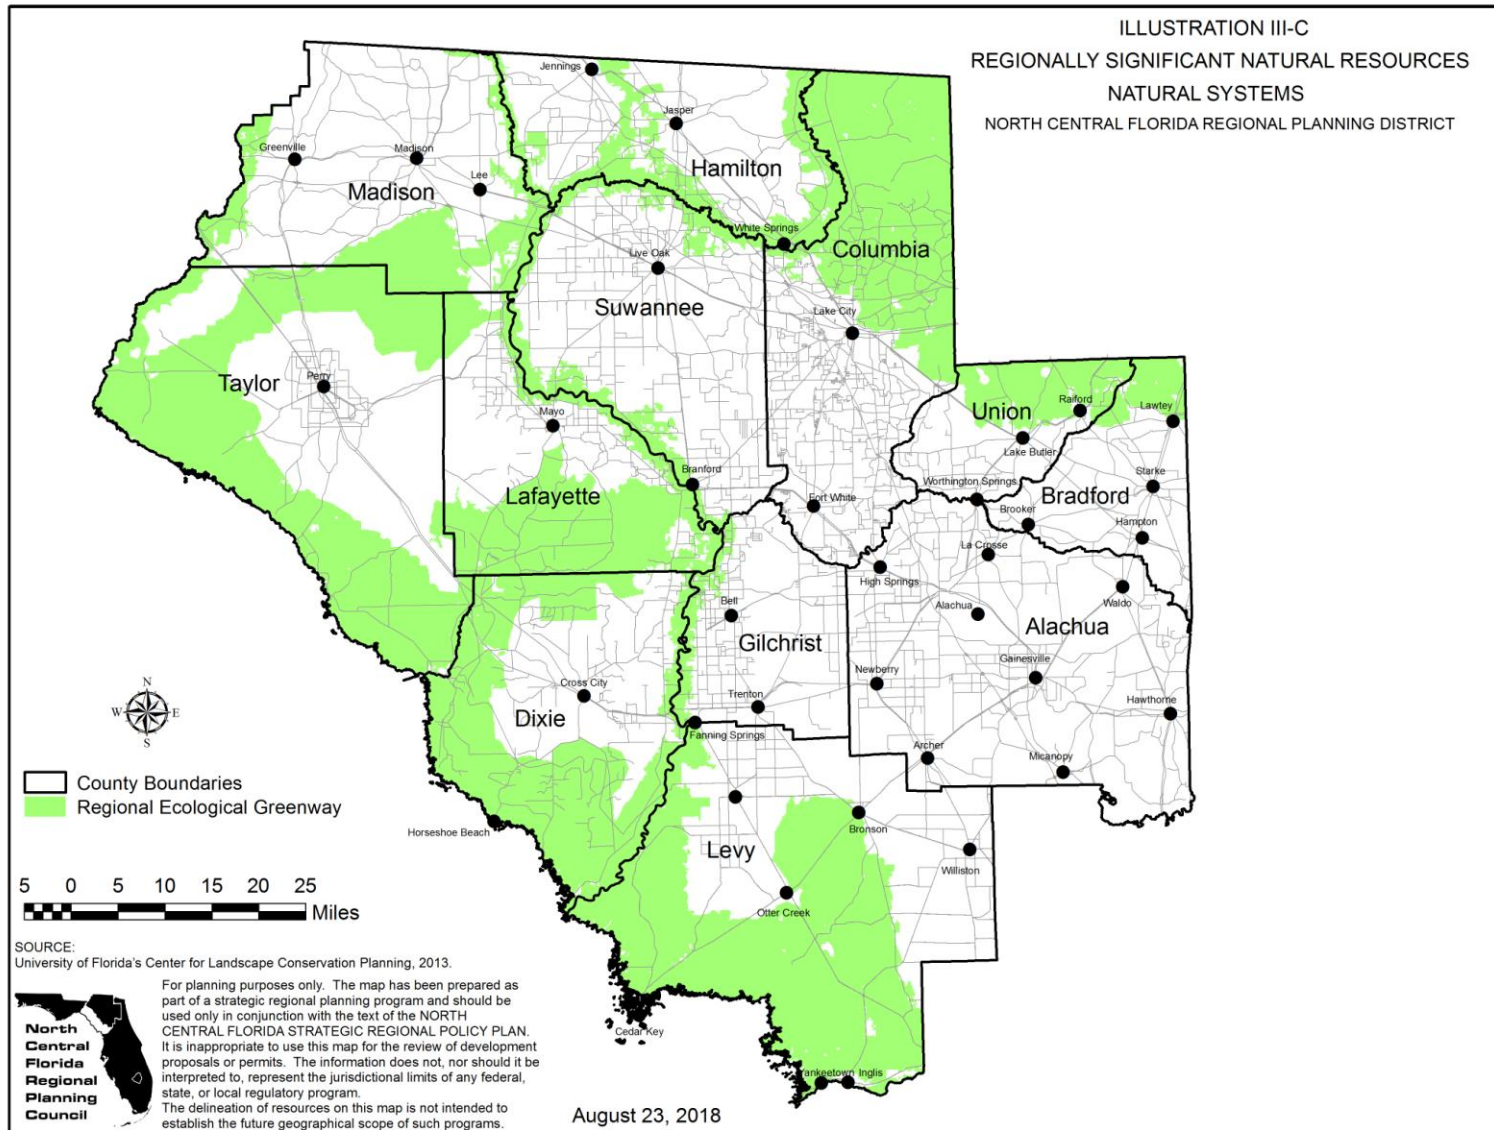 ILLUSTRATION III-C
REGIONALLY SIGNIFICANT NATURAL RESOURCES
NATURAL SYSTEMS
NORTH CENTRAL FLORIDA REGIONAL PLANNING DISTRICT
Jennings
Jasper
Greenville
Madison
Hamilton
Lee
Madison
White Springs
Columbia
Live Oak
Suwannee
Lake City
Taylor
Perry
Union
Raiford
Lawtey
Mayo
Lake Butler
Branford
Starke
Worthington Springs
Lafayette
Bradford
Fort White
Brooker
Hampton
La Crosse
High Springs
Waldo
Bell
Alachua
Alachua
Gilchrist
Gainesville
Newberry
Cross City
Trenton
Hawthorne
Dixie
Fanning Springs
Archer
Micanopy
N
W
E
S
County Boundaries
Regional Ecological Greenway
Horseshoe Beach
Bronson
Levy
Williston
Otter Creek
5 0 5 10 15 20 25
Miles
SOURCE:
University of Florida's Center for Landscape Conservation Planning, 2013.
For planning purposes only. The map has been prepared as
part of a strategic regional planning program and should be
used only in conjunction with the text of the NORTH
CENTRAL FLORIDA STRATEGIC REGIONAL POLICY PLAN.
It is inappropriate to use this map for the review of development
proposals or permits. The information does not, nor should it be
interpreted to, represent the jurisdictional limits of any federal,
state, or local regulatory program.
The delineation of resources on this map is not intended to
establish the future geographical scope of such programs.
North
Central
Florida
Regional
Planning
Council
Cedar Key
Yankeetown Inglis
August 23, 2018